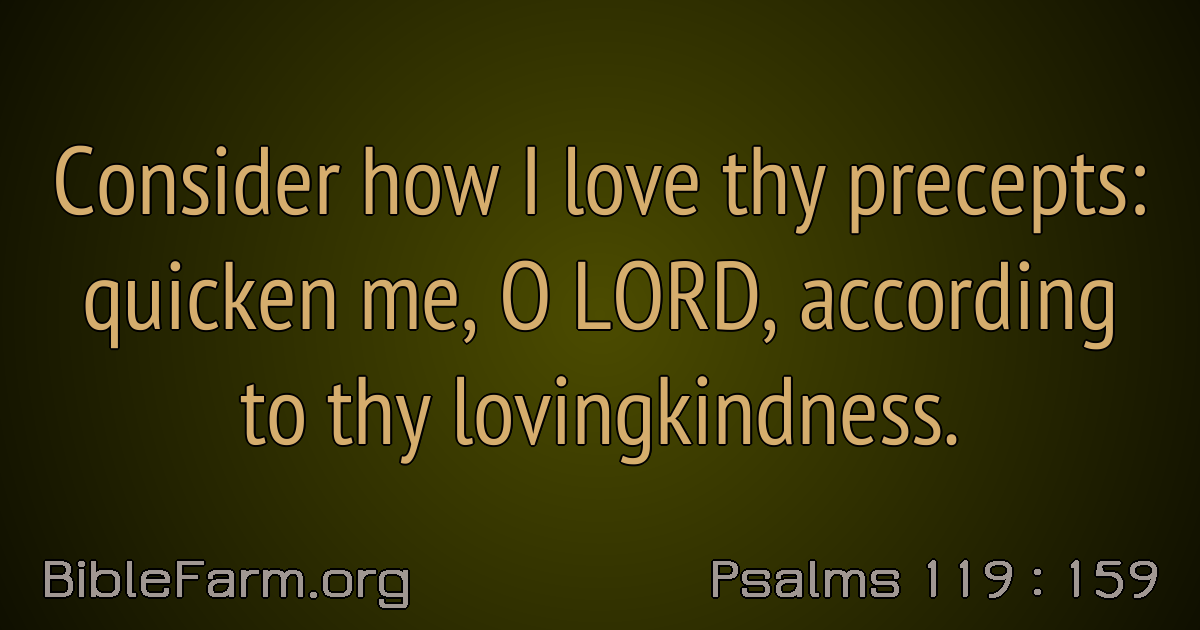 Consider how I love thy precepts:
quicken me, O LORD, according
to thy lovingkindness.
BibleFarm.org
Psalms 119 : 159